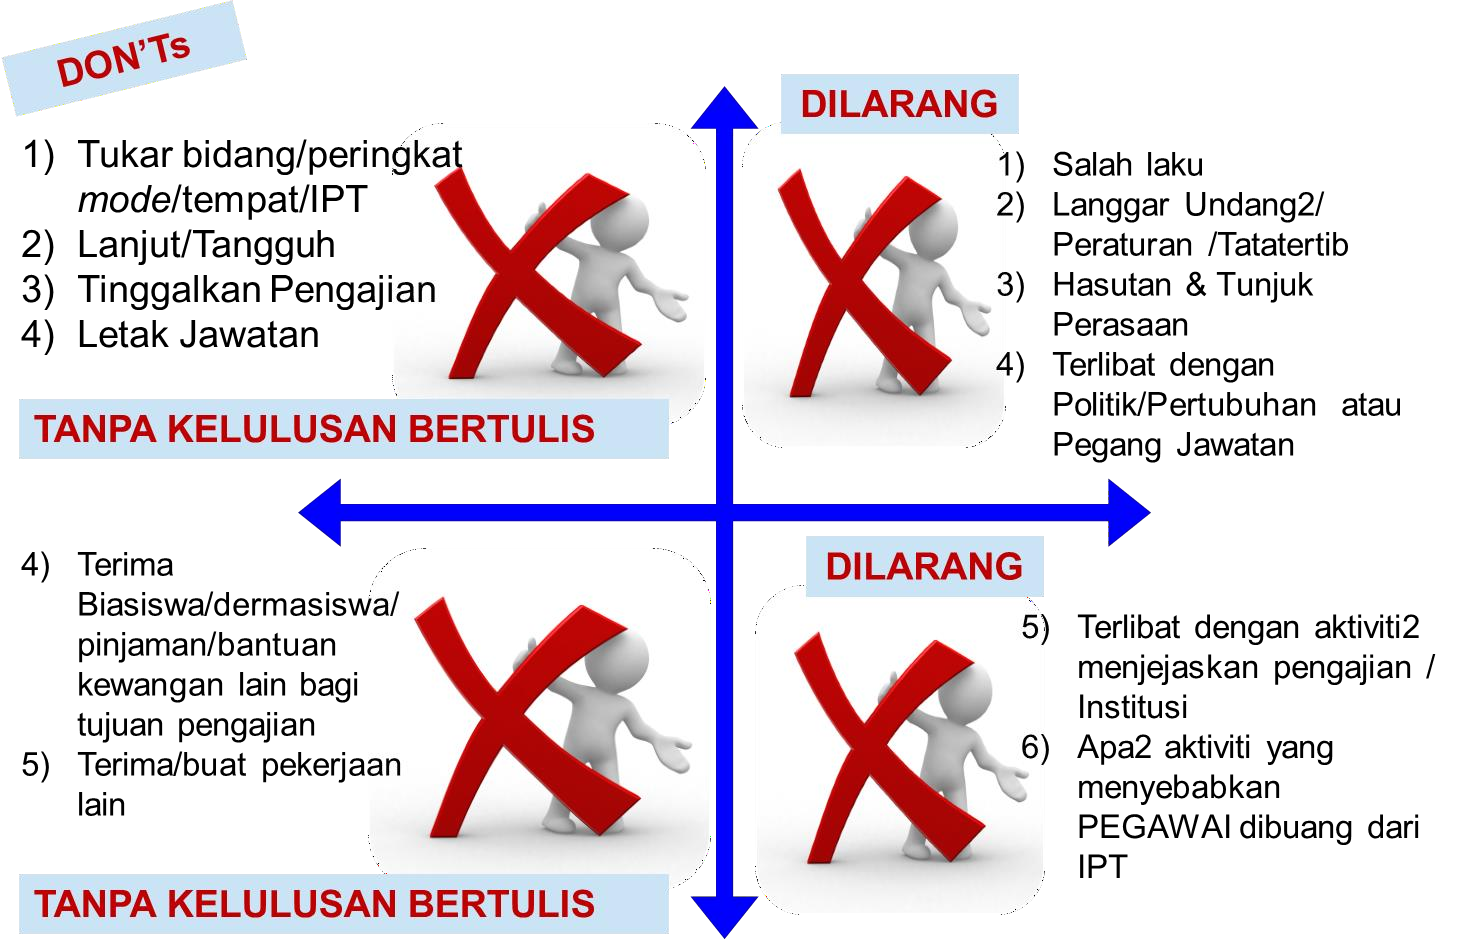 DON'Ts
1) Tukar bidang/peringkat
mode/tempat/IPT
2) Lanjut/Tangguh
3) Tinggalkan Pengajian
4) Letak Jawatan
TANPA KELULUSAN BERTULIS
DILARANG
1) Salah laku
2) Langgar Undang2/
Peraturan /Tatatertib
3) Hasutan & Tunjuk
Perasaan
4) Terlibat dengan
Politik/Pertubuhan atau
Pegang Jawatan
4) Terima
Biasiswa/dermasiswa/
pinjaman/bantuan
kewangan lain bagi
tujuan pengajian
5) Terima/buat pekerjaan
lain
TANPA KELULUSAN BERTULIS
DILARANG
5) Terlibat dengan aktiviti2
menjejaskan pengajian /
Institusi
6) Apa2 aktiviti yang
menyebabkan
PEGAWAI dibuang dari
IPT